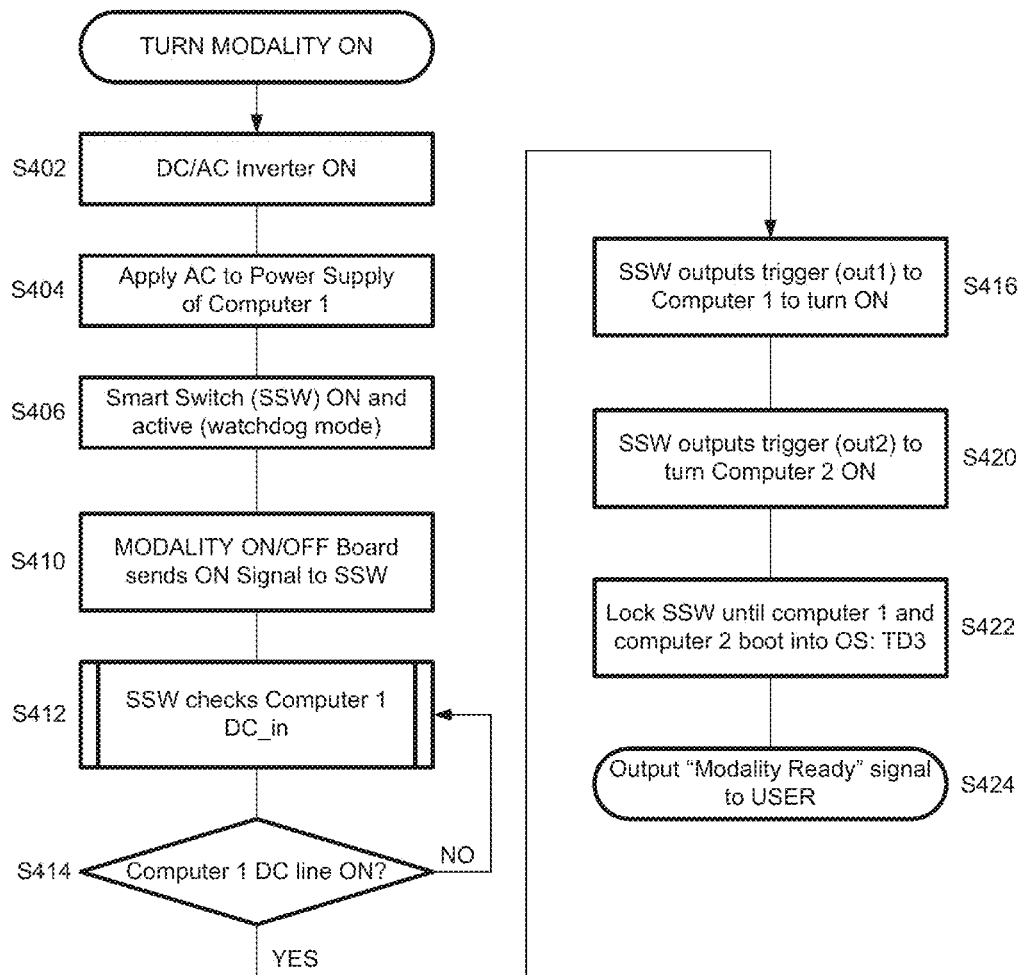 TURN MODALITY ON
S402
DC/AC Inverter ON
S404
Apply AC to Power Supply
of Computer 1
S406
Smart Switch (SSW) ON and
active (watchdog mode)
S410
MODALITY ON/OFF Board
sends ON Signal to SSW
S412
SSW checks Computer 1
DC_in
S414
Computer 1 DC line ON?
NO
YES
SSW outputs trigger (out1) to
Computer 1 to turn ON
S416
SSW outputs trigger (out2) to
turn Computer 2 ON
S420
Lock SSW until computer 1 and
computer 2 boot into OS: TD3
S422
Output “Modality Ready” signal
to USER
S424